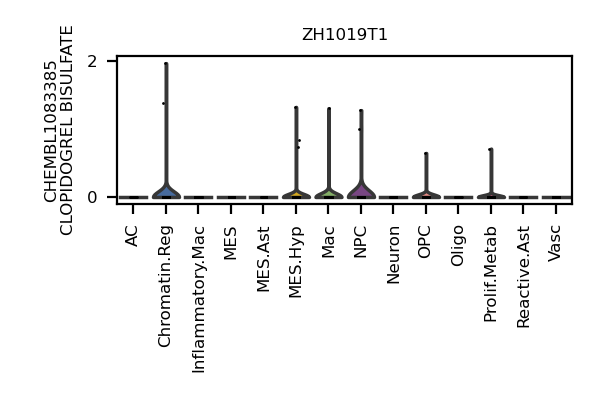 ZH1019T1
CHEMBL1083385
CLOPIDOGREL BISULFATE
2
0
AC
Chromatin.Reg
Inflammatory.Mac
MES
MES.Ast
MES.Hyp
Mac
NPC
Neuron
OPC
Oligo
Prolif.Metab
Reactive.Ast
Vasc